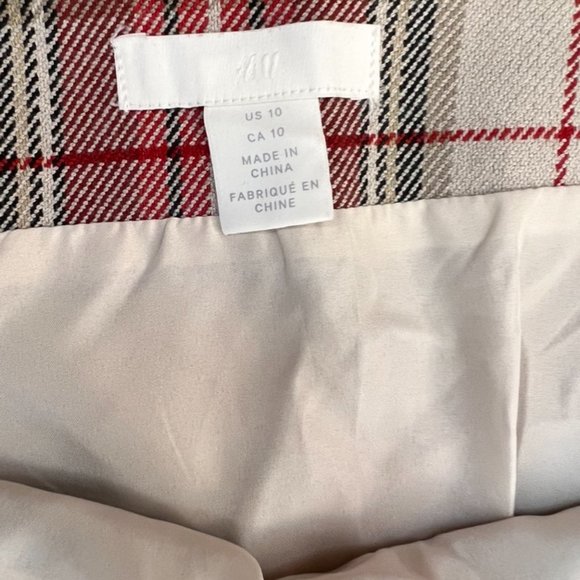 H&M
US 10
CA 10
MADE IN
CHINA
FABRIQUÉ EN
CHINE